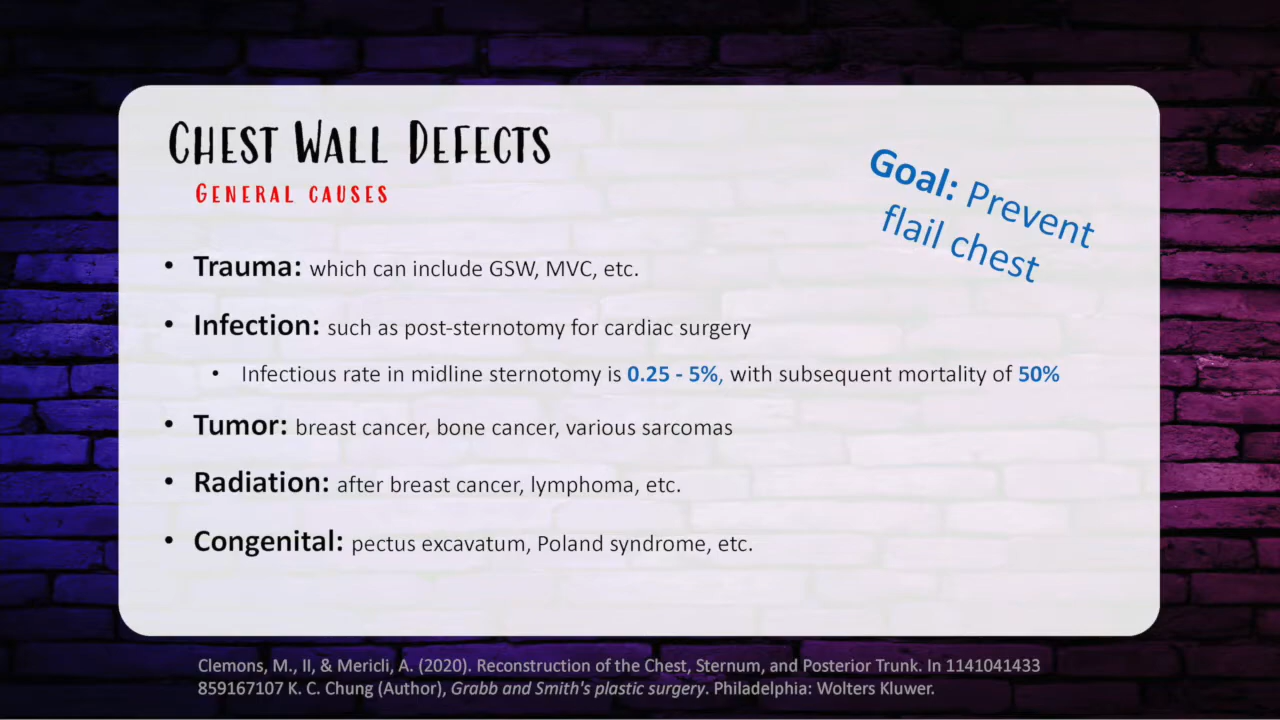 Chest Wall Defects
General causes
Goal: Prevent
flail chest
• Trauma: which can include GSW, MVC, etc.
• Infection: such as post-sternotomy for cardiac surgery
• Infectious rate in midline sternotomy is 0.25 - 5%, with subsequent mortality of 50%
• Tumor: breast cancer, bone cancer, various sarcomas
• Radiation: after breast cancer, lymphoma, etc.
• Congenital: pectus excavatum, Poland syndrome, etc.
Clemons, M., II, & Mericli, A. (2020). Reconstruction of the Chest, Sternum, and Posterior Trunk. In 1141041433
859167107 K. C. Chung (Author), Grabb and Smith's plastic surgery. Philadelphia: Wolters Kluwer.